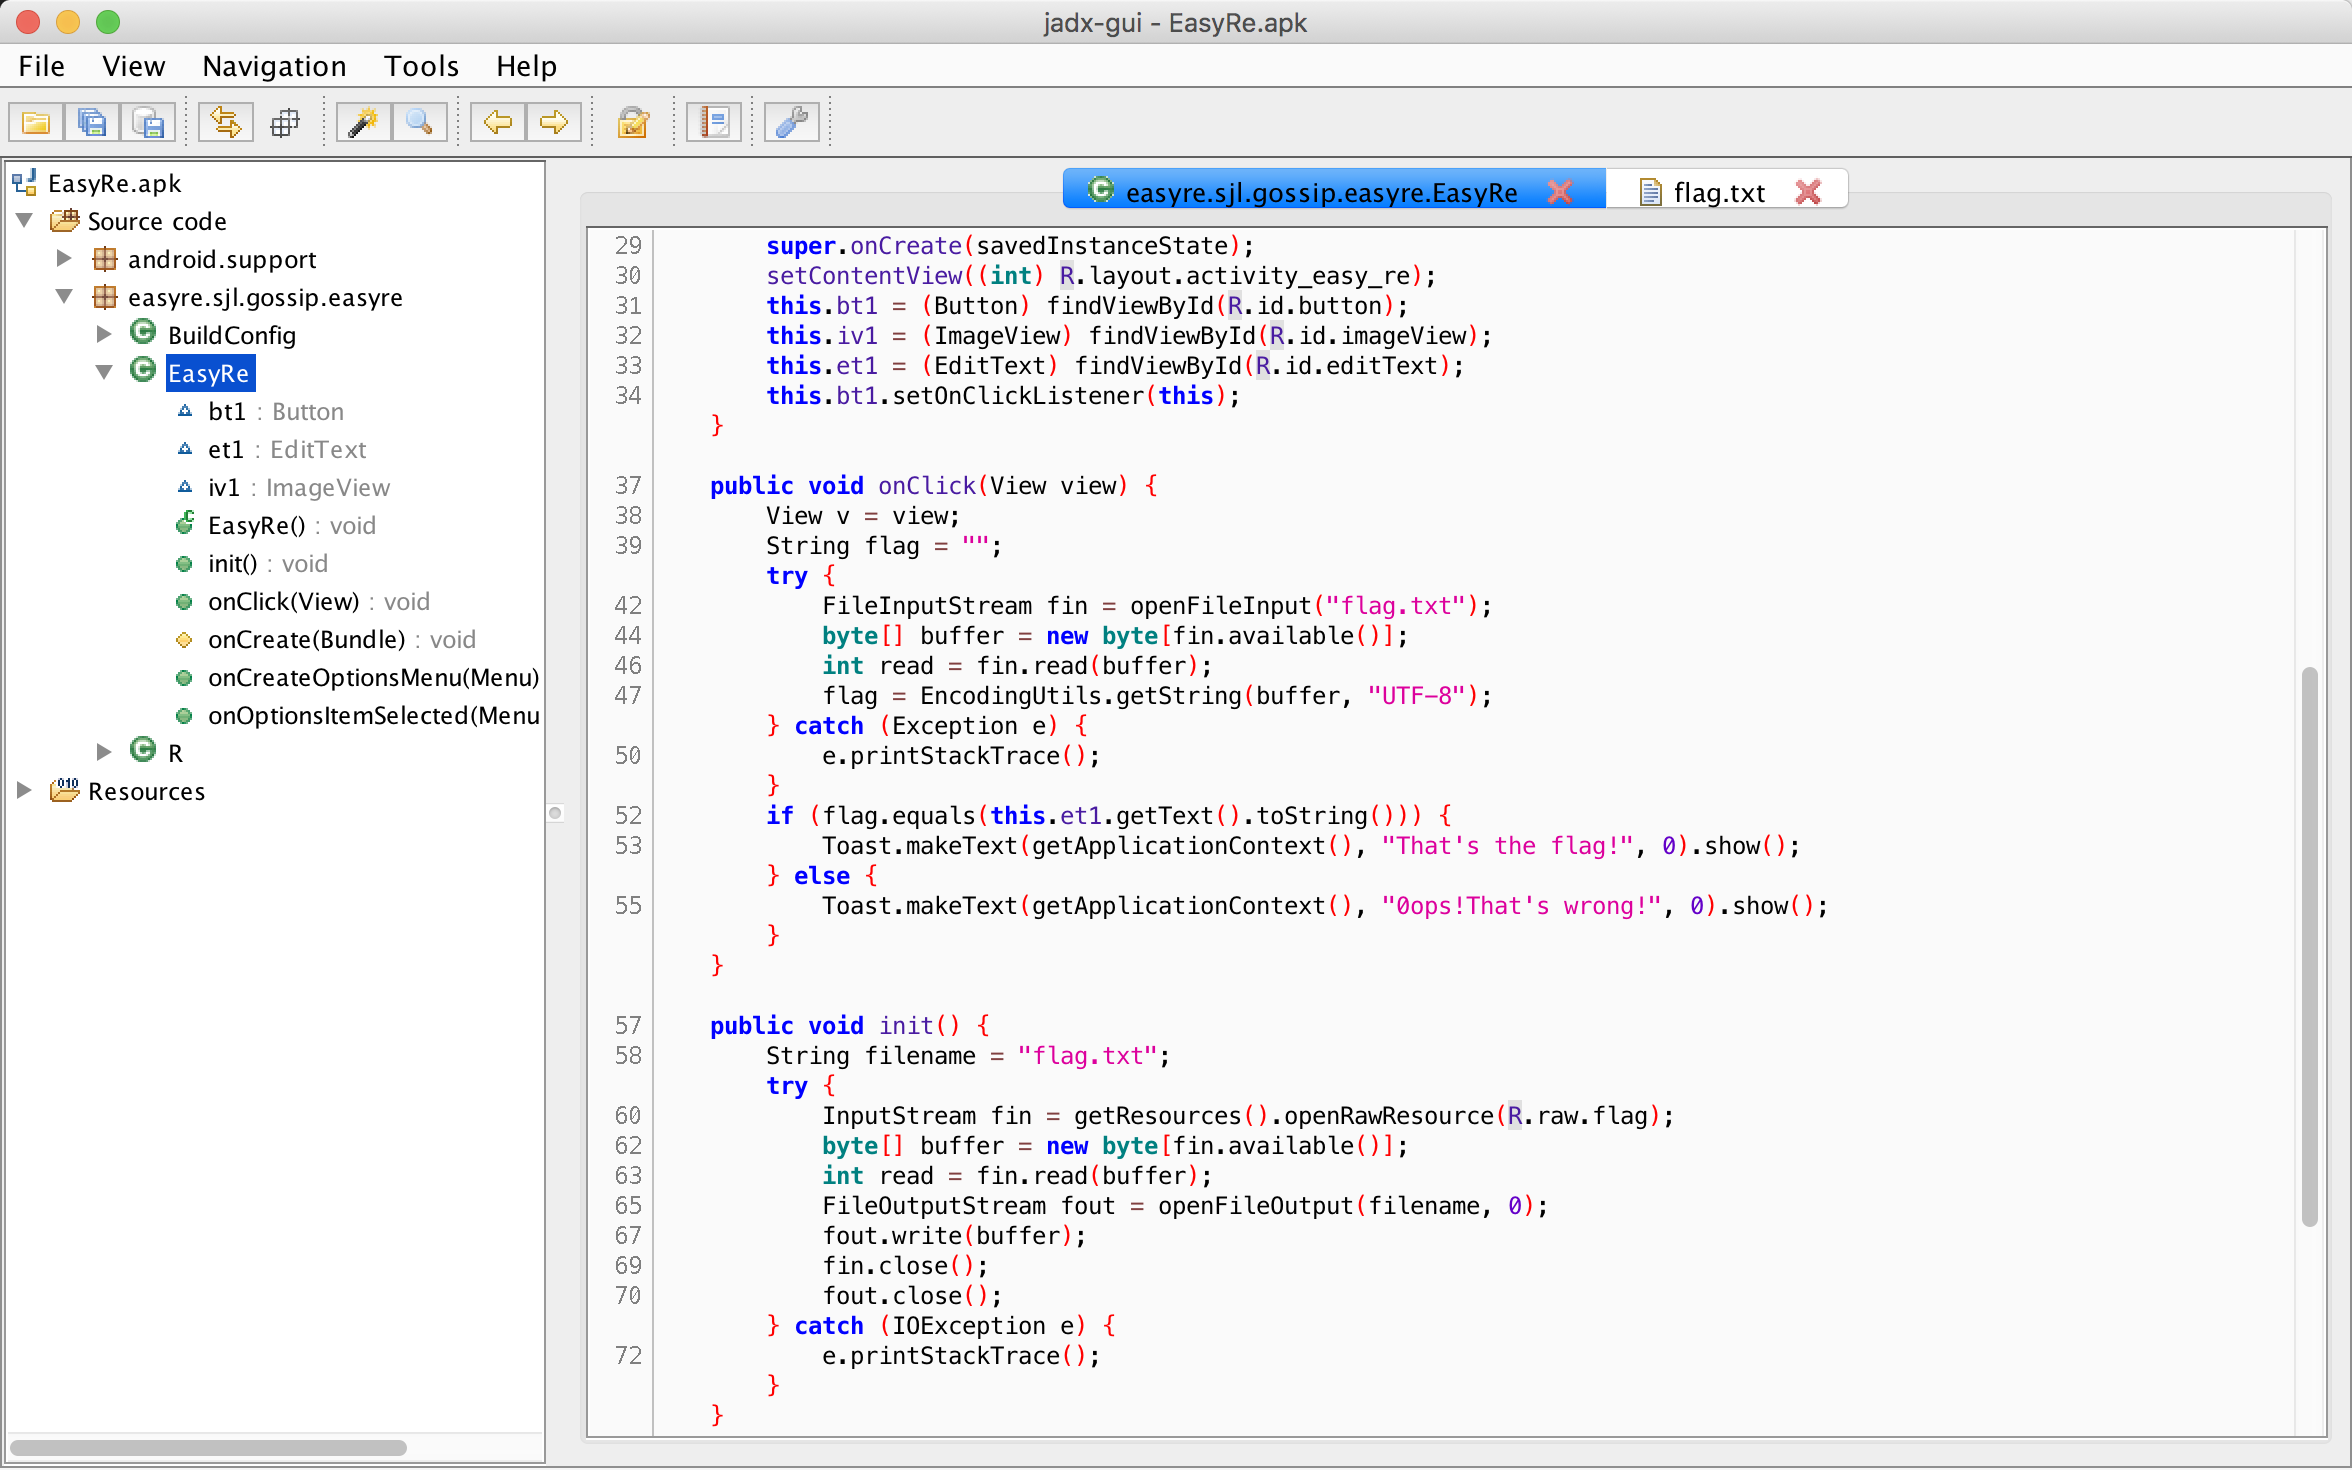 jadx-gui - EasyRe.apk
File View Navigation Tools Help
EasyRe.apk
Source code
android.support
easyre.sjl.gossip.easyre
BuildConfig
EasyRe
bt1 : Button
et1 : EditText
iv1 : ImageView
EasyRe() : void
init() : void
onClick(View) : void
onCreate(Bundle) : void
onCreateOptionsMenu(Menu)
onOptionsItemSelected(Menu
R
Resources
easyre.sjl.gossip.easyre.EasyRe flag.txt
29 super.onCreate(savedInstanceState);
30 setContentView((int) R.layout.activity_easy_re);
31 this.bt1 = (Button) findViewById(R.id.button);
32 this.iv1 = (ImageView) findViewById(R.id.imageView);
33 this.et1 = (EditText) findViewById(R.id.editText);
34 this.bt1.setOnClickListener(this);
}
37 public void onClick(View view) {
38 View v = view;
39 String flag = "";
try {
42 FileInputStream fin = openFileInput("flag.txt");
44 byte[] buffer = new byte[fin.available()];
46 int read = fin.read(buffer);
47 flag = EncodingUtils.getString(buffer, "UTF-8");
} catch (Exception e) {
50 e.printStackTrace();
}
52 if (flag.equals(this.et1.getText().toString())) {
53 Toast.makeText(getApplicationContext(), "That's the flag!", 0).show();
} else {
55 Toast.makeText(getApplicationContext(), "0ops!That's wrong!", 0).show();
}
}
57 public void init() {
58 String filename = "flag.txt";
try {
60 InputStream fin = getResources().openRawResource(R.raw.flag);
62 byte[] buffer = new byte[fin.available()];
63 int read = fin.read(buffer);
65 FileOutputStream fout = openFileOutput(filename, 0);
67 fout.write(buffer);
69 fin.close();
70 fout.close();
} catch (IOException e) {
72 e.printStackTrace();
}
}